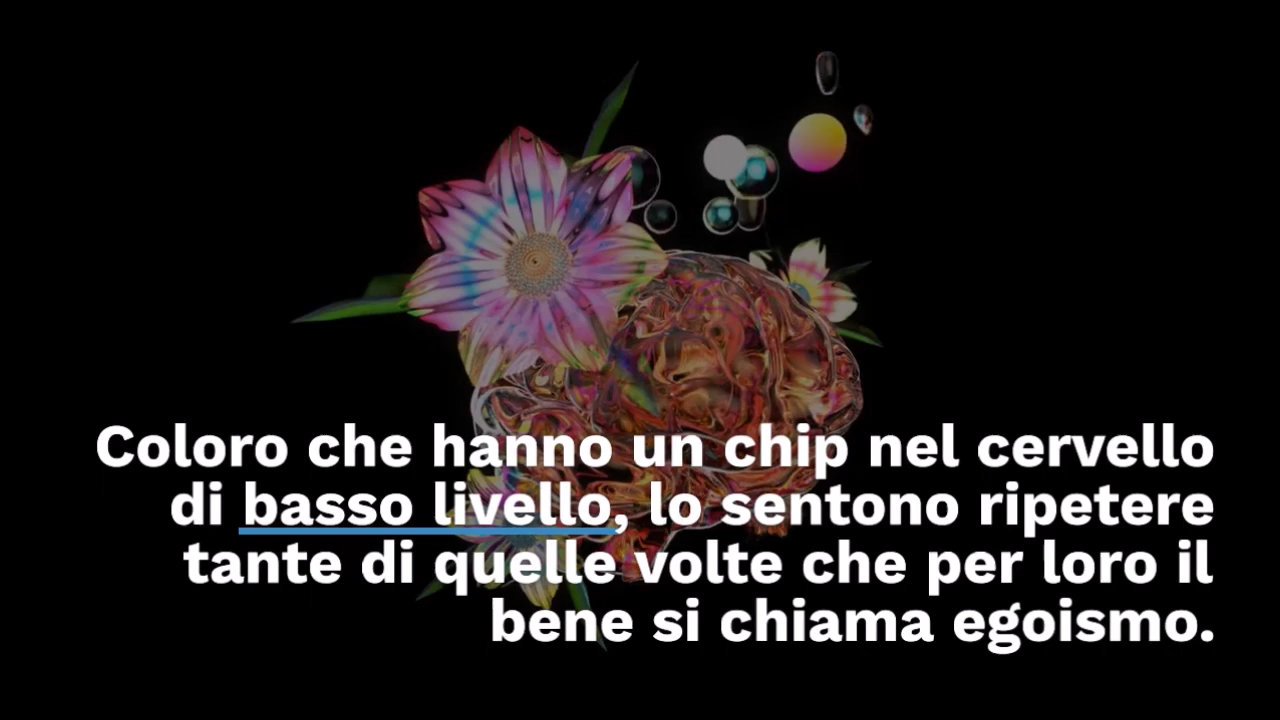 Coloro che hanno un chip nel cervello
di basso livello, lo sentono ripetere
tante di quelle volte che per loro il
bene si chiama egoismo.